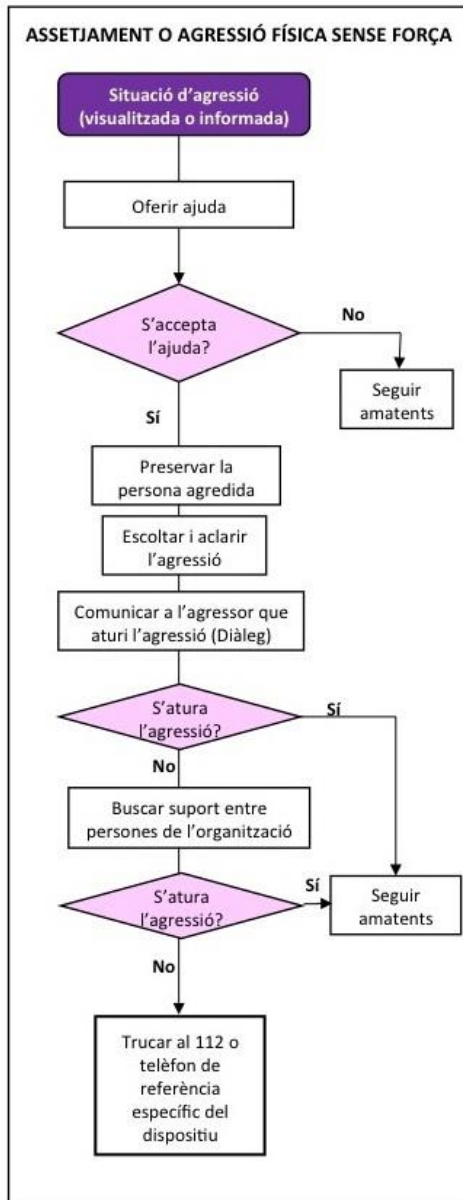 ASSETJAMENT O AGRESSIÓ FÍSICA SENSE FORÇA
Situació d'agressió
(visualitzada o informada)
Oferir ajuda
S'accepta
l'ajuda?
No
Seguir
amatents
Sí
Preservar la
persona agredida
Escoltar i aclarir
l'agressió
Comunicar a l'agressor que
aturi l'agressió (Diàleg)
S'atura
l'agressió?
Sí
No
Buscar suport entre
persones de l'organització
S'atura
l'agressió?
Sí
Seguir
amatents
No
Trucar al 112 o
telèfon de
referència
específic del
dispositiu